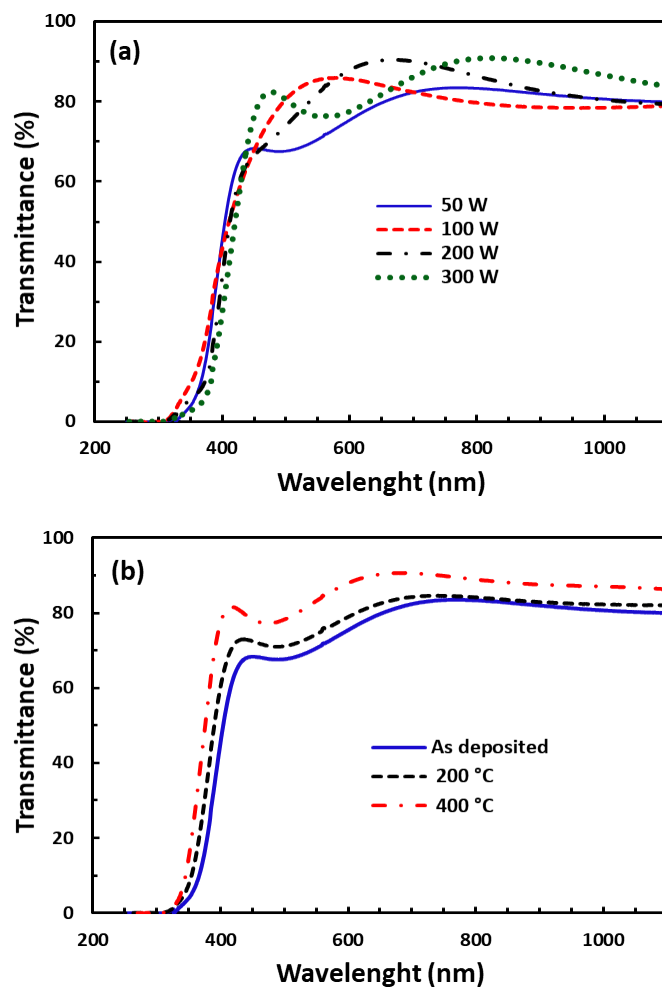 100
(a)
80
60
40
20
0
Transmittance (%)
50 W
100 W
200 W
300 W
200
400
600
800
1000
Wavelenght (nm)
100
(b)
80
60
40
20
0
Transmittance (%)
As deposited
200 °C
400 °C
200
400
600
800
1000
Wavelenght (nm)